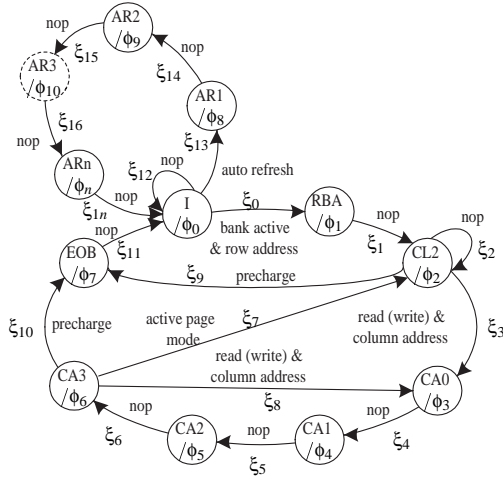 AR2
/ϕ9
nop
nop
ξ15
AR3
/ϕ10
ξ14
AR1
/ϕ8
ξ16
nop
ξ13
ARn
/ϕn
nop
ξ12
nop
auto refresh
ξ1n
I
/ϕ0
ξ0
RBA
/ϕ1
nop
bank active
& row address
nop
ξ11
ξ1
nop
ξ2
EOB
/ϕ7
ξ9
CL2
/ϕ2
precharge
ξ10
precharge
active page
mode
ξ7
read (write) &
column address
ξ3
read (write) &
column address
CA3
/ϕ6
CA0
/ϕ3
ξ8
nop
ξ6
CA2
/ϕ5
nop
ξ5
CA1
/ϕ4
nop
ξ4